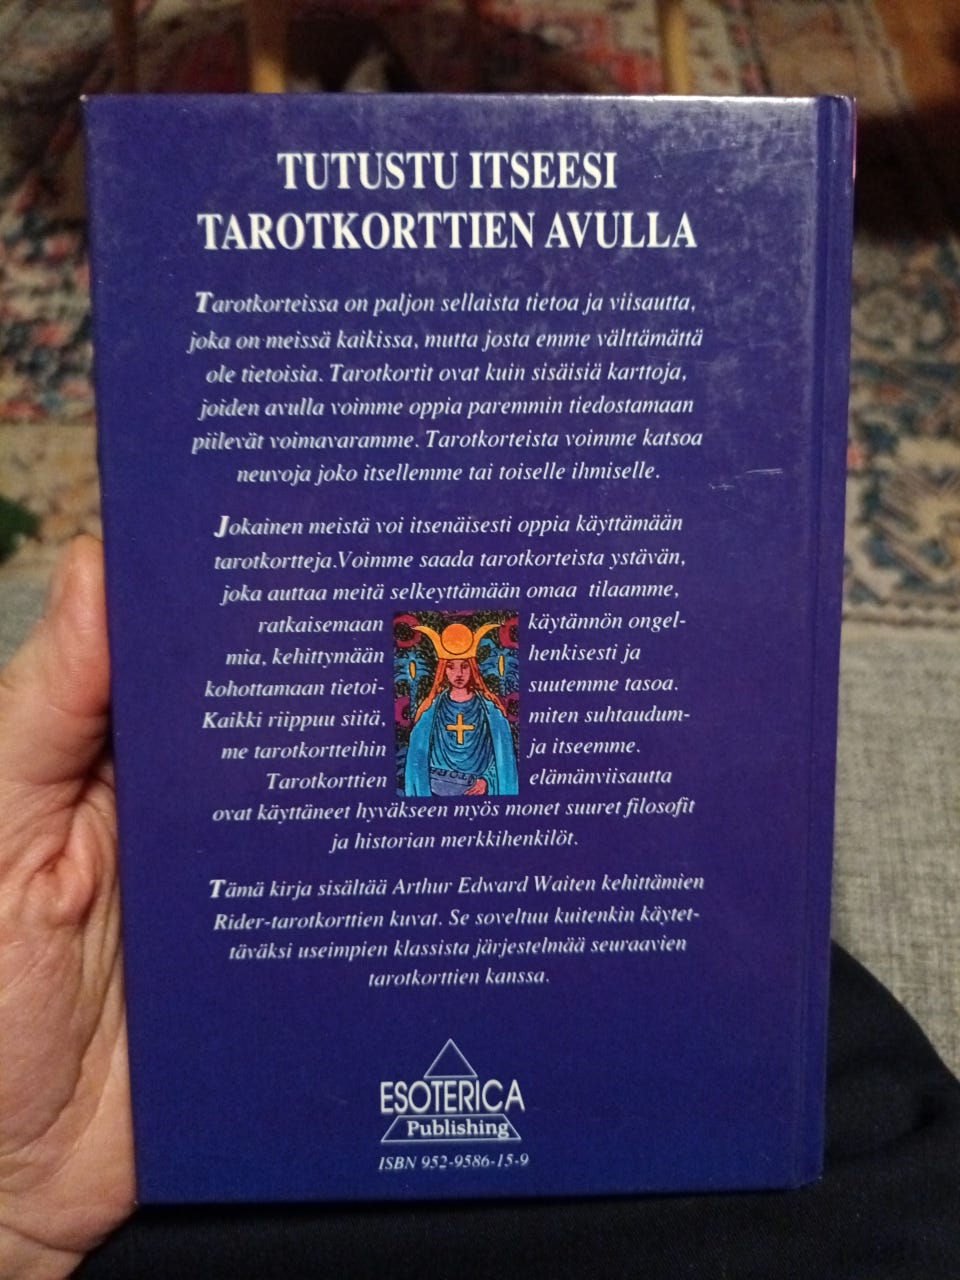 TUTUSTU ITSEESI
TAROTKORTTIEN AVULLA
Tarotkorteissa on paljon sellaista tietoa ja viisautta,
joka on meissä kaikissa, mutta josta emme välttämättä
ole tietoisia. Tarotkortit ovat kuin sisäisiä karttoja,
joiden avulla voimme oppia paremmin tiedostamaan
piilevät voimavaramme. Tarotkorteista voimme katsoa
neuvoja joko itsellemme tai toiselle ihmiselle.
Jokainen meistä voi itsenäisesti oppia käyttämään
tarotkortteja.Voimme saada tarotkorteista ystävän,
joka auttaa meitä selkeyttämään omaa tilaamme,
ratkaisemaan käytännön ongel-
mia, kehittymään henkisesti ja
kohottamaan tietoi- suutemme tasoa.
Kaikki riippuu siitä, miten suhtaudum-
me tarotkortteihin ja itseemme.
Tarotkorttien elämänviisautta
ovat käyttäneet hyväkseen myös monet suuret filosofit
ja historian merkkihenkilöt.
Tämä kirja sisältää Arthur Edward Waiten kehittämien
Rider-tarotkorttien kuvat. Se soveltuu kuitenkin käytet-
täväksi useimpien klassista järjestelmää seuraavien
tarotkorttien kanssa.
ESOTERICA
Publishing
ISBN 952-9586-15-9